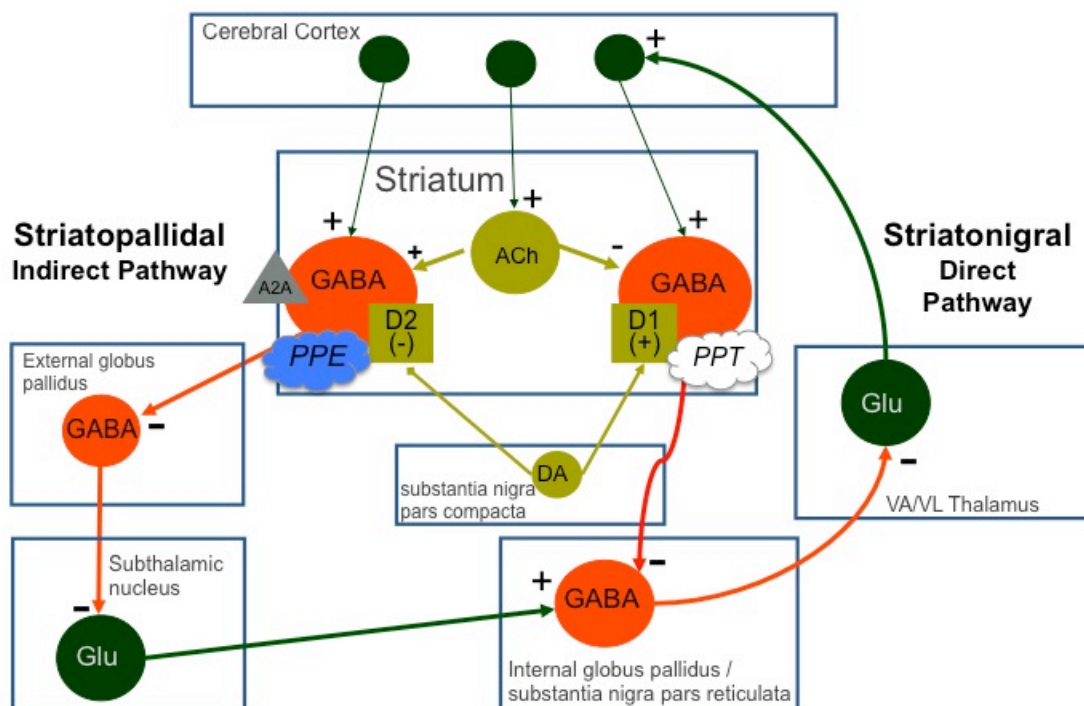 Cerebral Cortex
+
Striatum
+
+
+
Striatopallidal
Indirect Pathway
Striatonigral
Direct
Pathway
A2A
GABA
+
ACh
-
GABA
D2
(-)
D1
(+)
PPE
PPT
External globus
pallidus
GABA
-
Glu
-
VA/VL Thalamus
DA
substantia nigra
pars compacta
Subthalamic
nucleus
-
Glu
+
-
GABA
Internal globus pallidus /
substantia nigra pars reticulata